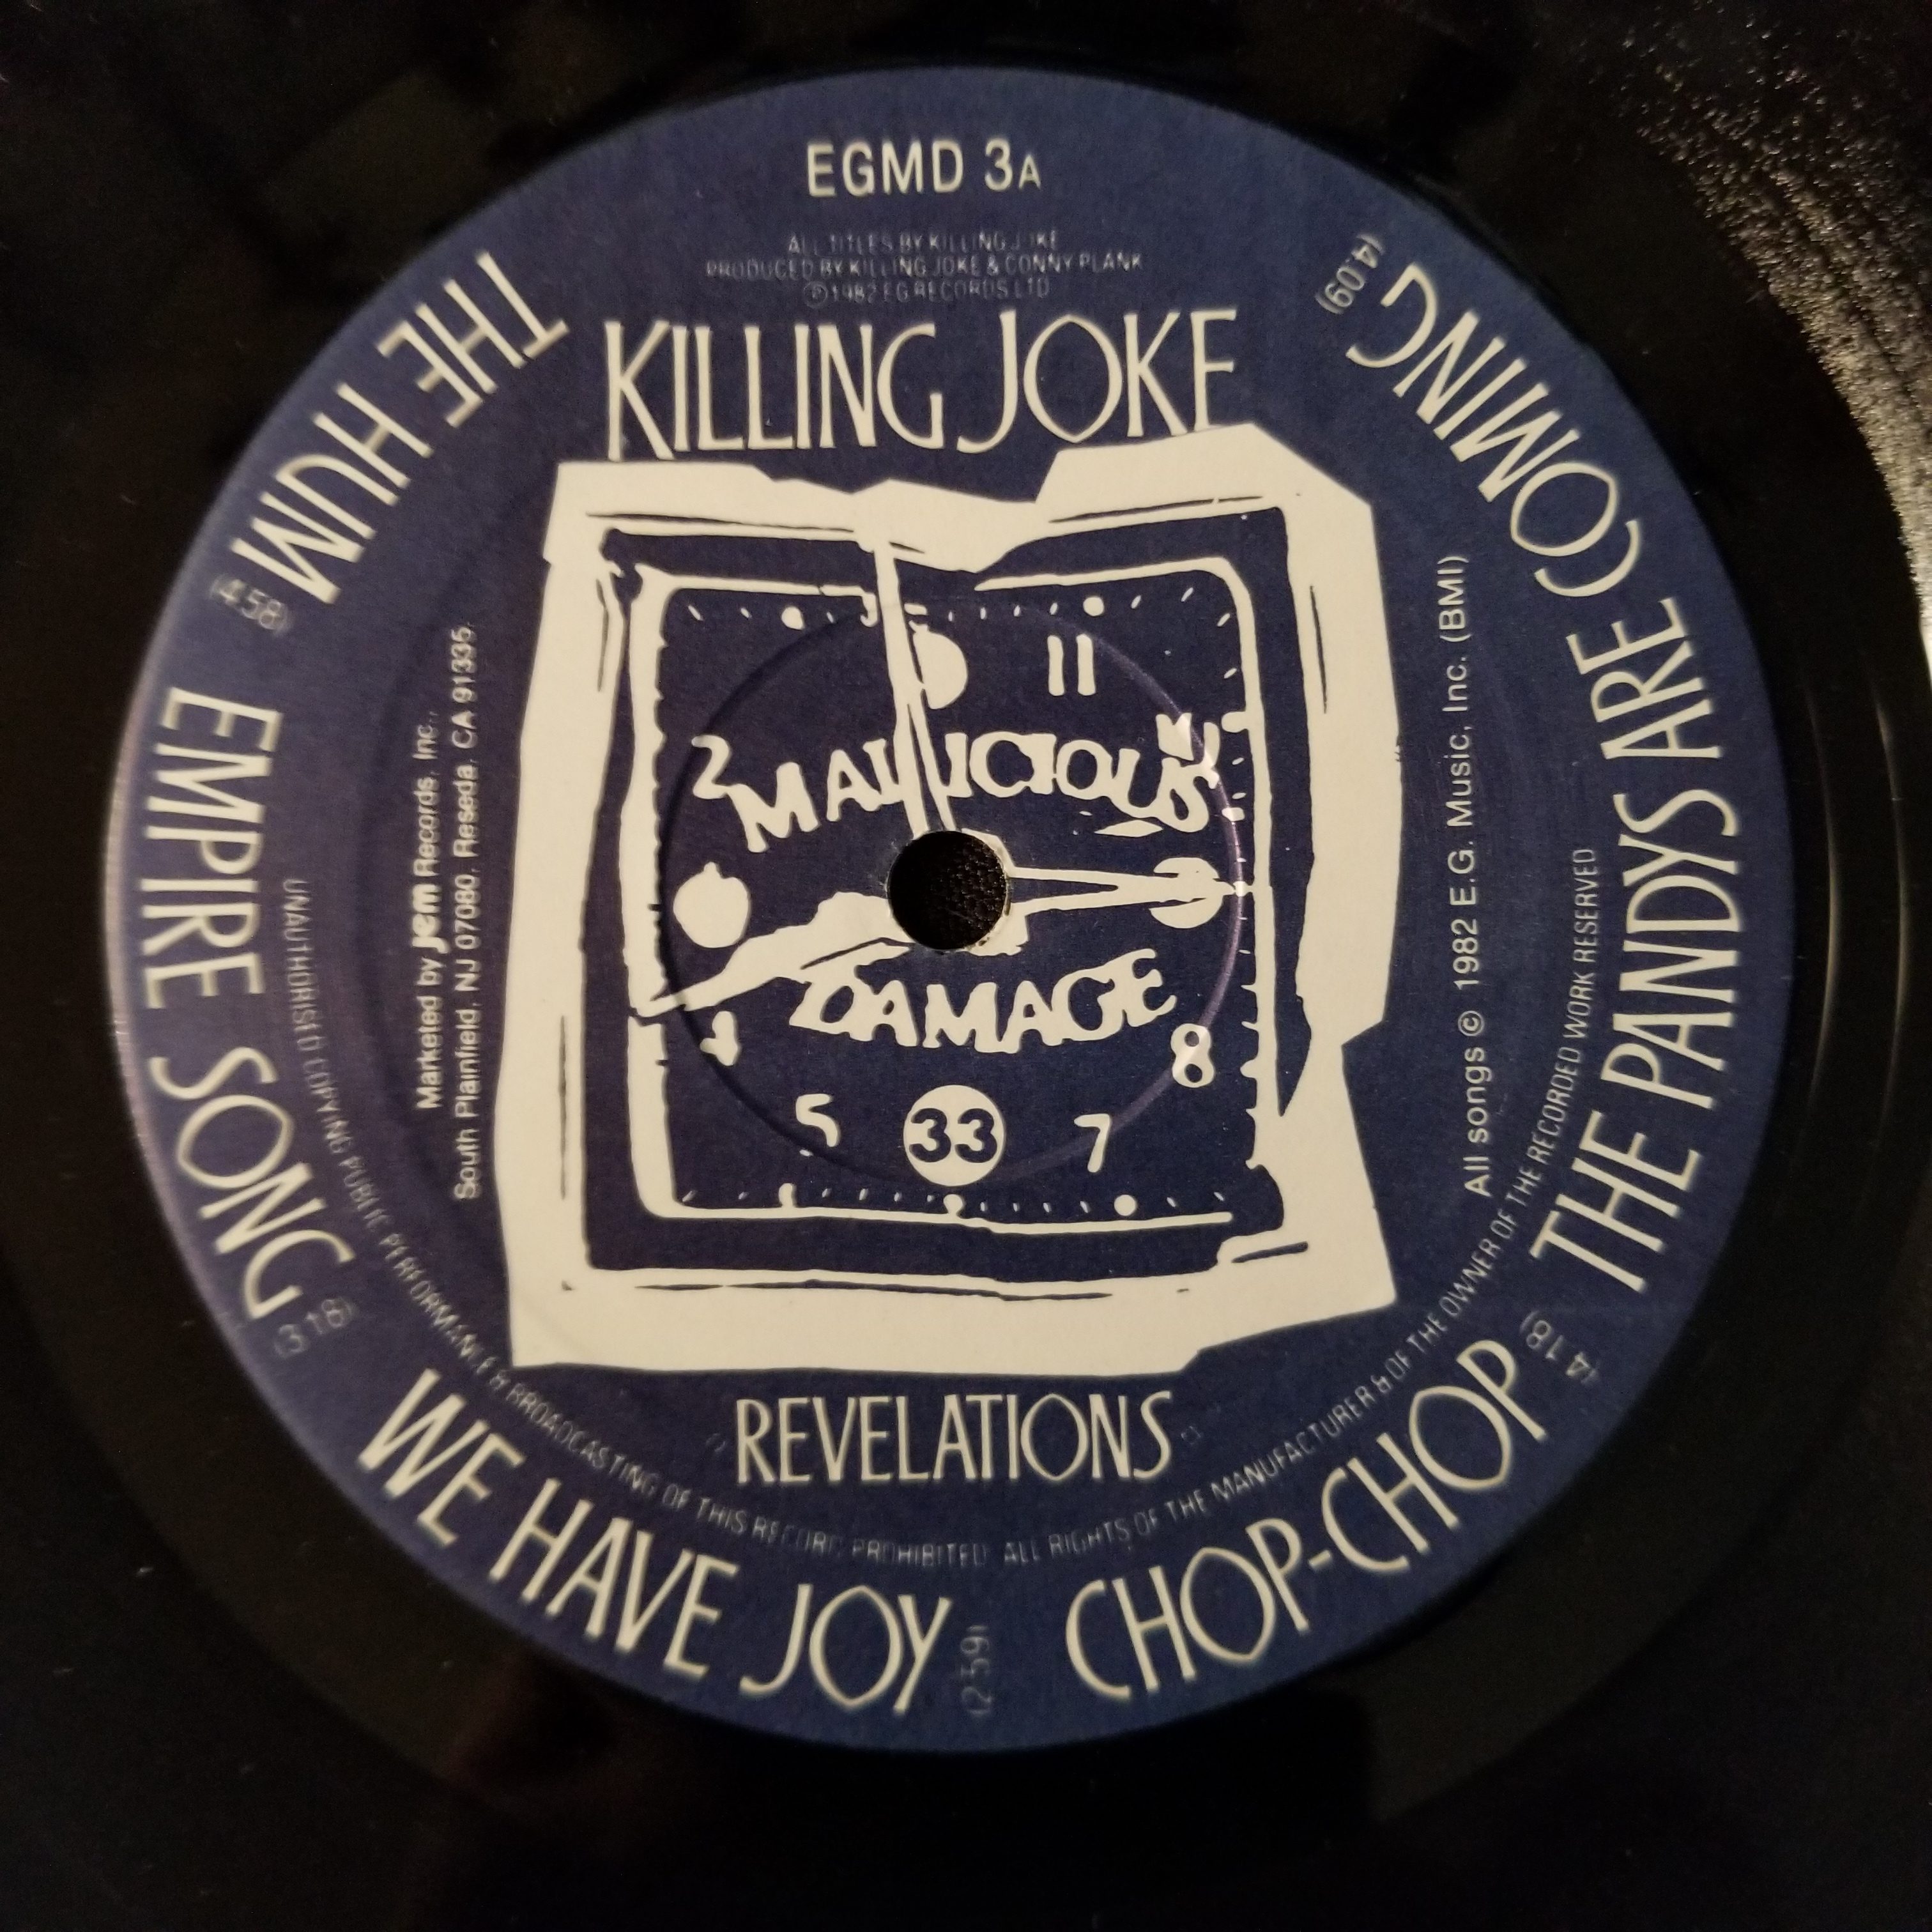 EGMD 3A
ALL TITLES BY KILLING JOKE
PRODUCED BY KILLING JOKE & CONNY PLANK
℗1982 EG RECORDS LTD
KILLING JOKE
11
2
MALICIOUS
DAMAGE
8
5
33
7
REVELATIONS
THE HUM
(4.58)
EMPIRE SONG
(3.18)
WE HAVE JOY
(2.59)
CHOP-CHOP
(4.18)
THE PANDYS ARE COMING
(4.09)
Marketed by jem Records, Inc.,
South Plainfield, NJ 07080, Reseda, CA 91335.
All songs © 1982 E.G. Music, Inc. (BMI)
UNAUTHORISED COPYING PUBLIC PERFORMANCE & BROADCASTING OF THIS RECORD PROHIBITED. ALL RIGHTS OF THE MANUFACTURER & OF THE OWNER OF THE RECORDED WORK RESERVED